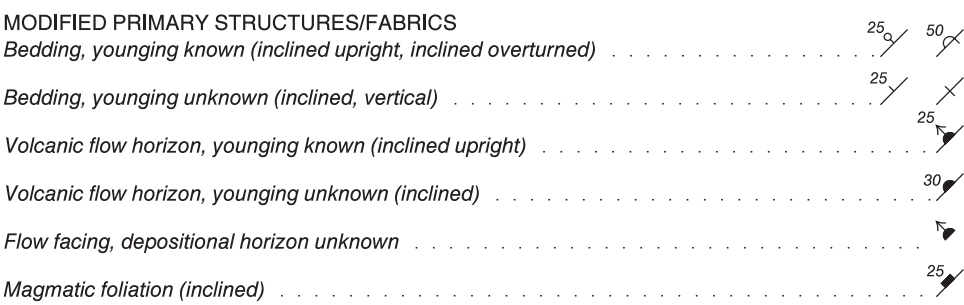 MODIFIED PRIMARY STRUCTURES/FABRICS
Bedding, younging known (inclined upright, inclined overturned) . . . . . . . . . . . . . . . . 25 50
Bedding, younging unknown (inclined, vertical) . . . . . . . . . . . . . . . . . . . . . . . . 25
Volcanic flow horizon, younging known (inclined upright) . . . . . . . . . . . . . . . . . . . . . 25
Volcanic flow horizon, younging unknown (inclined) . . . . . . . . . . . . . . . . . . . . . . . . 30
Flow facing, depositional horizon unknown . . . . . . . . . . . . . . . . . . . . . . . . . . . .
Magmatic foliation (inclined) . . . . . . . . . . . . . . . . . . . . . . . . . . . . . . . . . . . 25